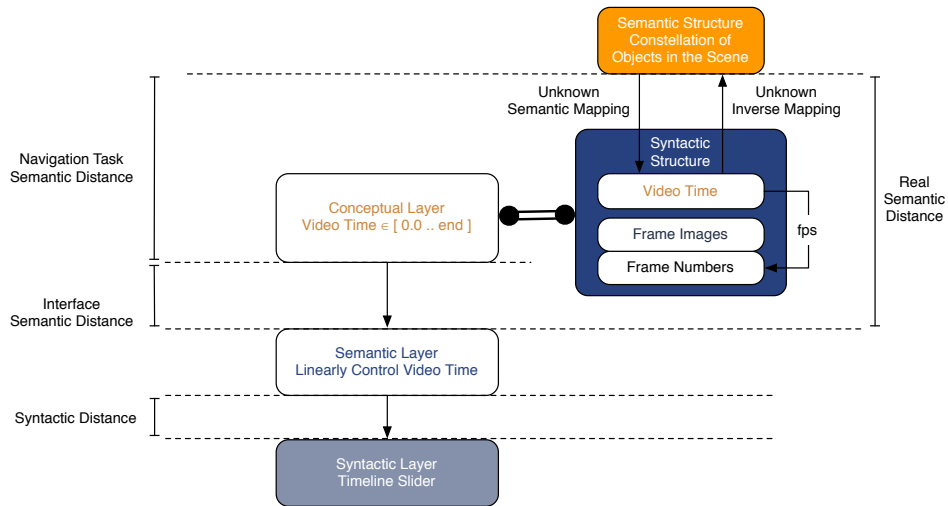 Semantic Structure
Constellation of
Objects in the Scene
Unknown
Semantic Mapping
Unknown
Inverse Mapping
Syntactic
Structure
Navigation Task
Semantic Distance
Video Time
Real
Semantic
Distance
Conceptual Layer
Video Time ∈ [ 0.0 .. end ]
Frame Images
fps
Frame Numbers
Interface
Semantic Distance
Semantic Layer
Linearly Control Video Time
Syntactic Distance
Syntactic Layer
Timeline Slider